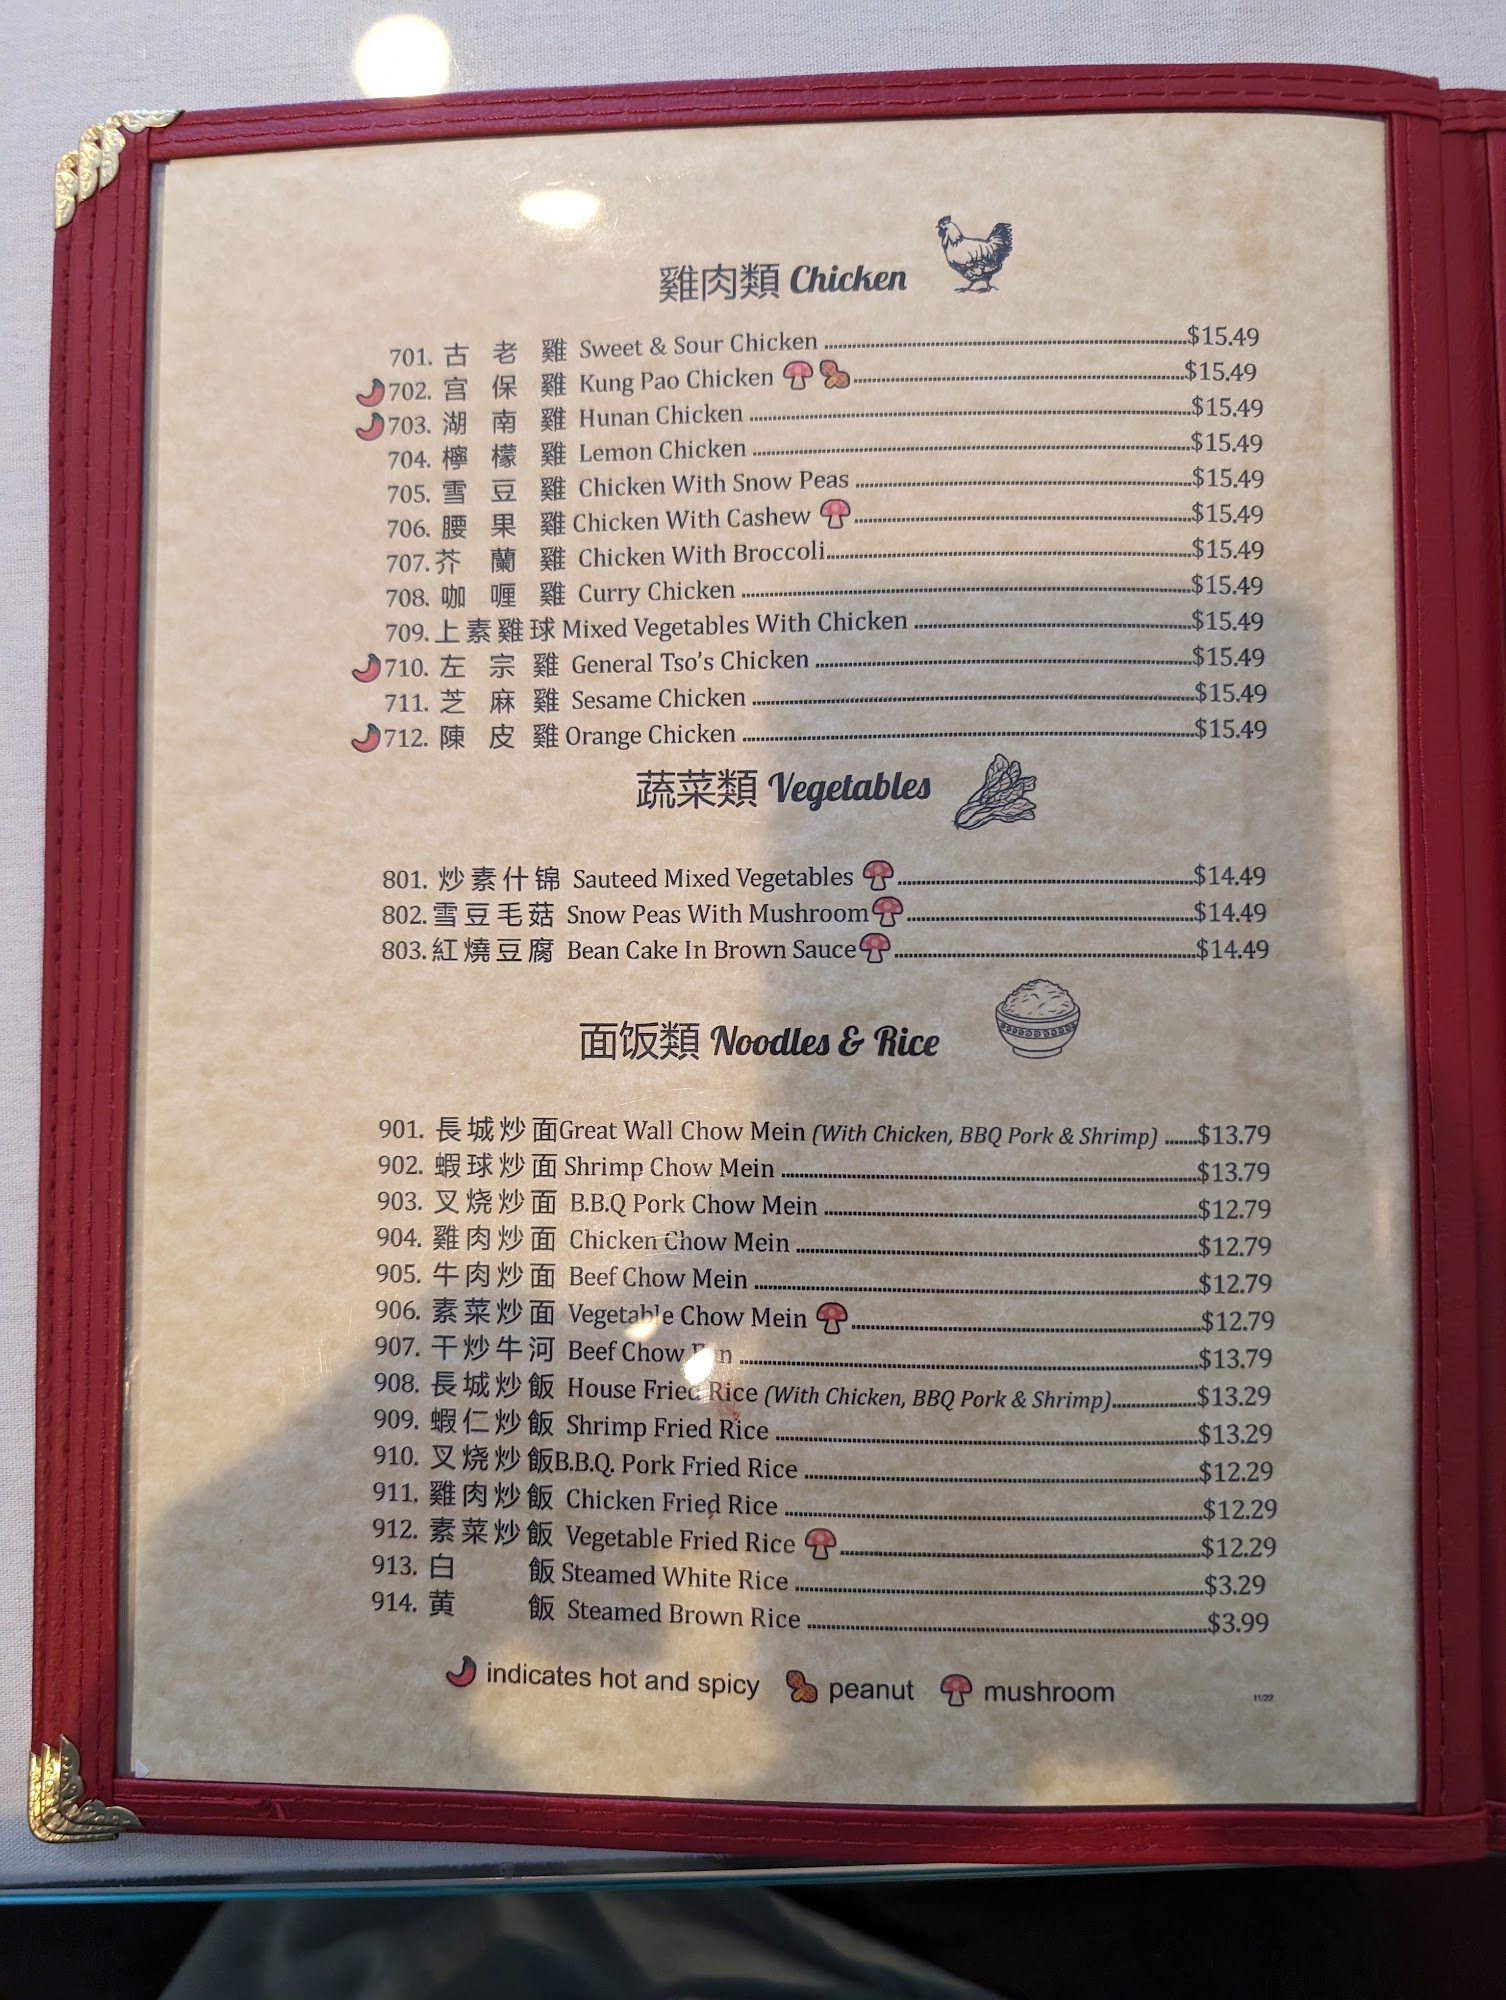 雞肉類 Chicken
701. 古老雞 Sweet & Sour Chicken $15.49
702. 宫保雞 Kung Pao Chicken $15.49
703. 湖南雞 Hunan Chicken $15.49
704. 檸檬雞 Lemon Chicken $15.49
705. 雪豆雞 Chicken With Snow Peas $15.49
706. 腰果雞 Chicken With Cashew $15.49
707. 芥蘭雞 Chicken With Broccoli $15.49
708. 咖喱雞 Curry Chicken $15.49
709. 上素雞球 Mixed Vegetables With Chicken $15.49
710. 左宗雞 General Tso's Chicken $15.49
711. 芝麻雞 Sesame Chicken $15.49
712. 陳皮雞 Orange Chicken $15.49
蔬菜類 Vegetables
801. 炒素什锦 Sauteed Mixed Vegetables $14.49
802. 雪豆毛菇 Snow Peas With Mushroom $14.49
803. 紅燒豆腐 Bean Cake In Brown Sauce $14.49
面饭類 Noodles & Rice
901. 長城炒面 Great Wall Chow Mein (With Chicken, BBQ Pork & Shrimp) $13.79
902. 蝦球炒面 Shrimp Chow Mein $13.79
903. 叉烧炒面 B.B.Q Pork Chow Mein $12.79
904. 雞肉炒面 Chicken Chow Mein $12.79
905. 牛肉炒面 Beef Chow Mein $12.79
906. 素菜炒面 Vegetable Chow Mein $12.79
907. 干炒牛河 Beef Chow $13.79
908. 長城炒飯 House Fried Rice (With Chicken, BBQ Pork & Shrimp) $13.29
909. 蝦仁炒飯 Shrimp Fried Rice $13.29
910. 叉烧炒飯 B.B.Q. Pork Fried Rice $12.29
911. 雞肉炒飯 Chicken Fried Rice $12.29
912. 素菜炒飯 Vegetable Fried Rice $12.29
913. 白飯 Steamed White Rice $3.29
914. 黄飯 Steamed Brown Rice $3.99
indicates hot and spicy peanut mushroom
11/22